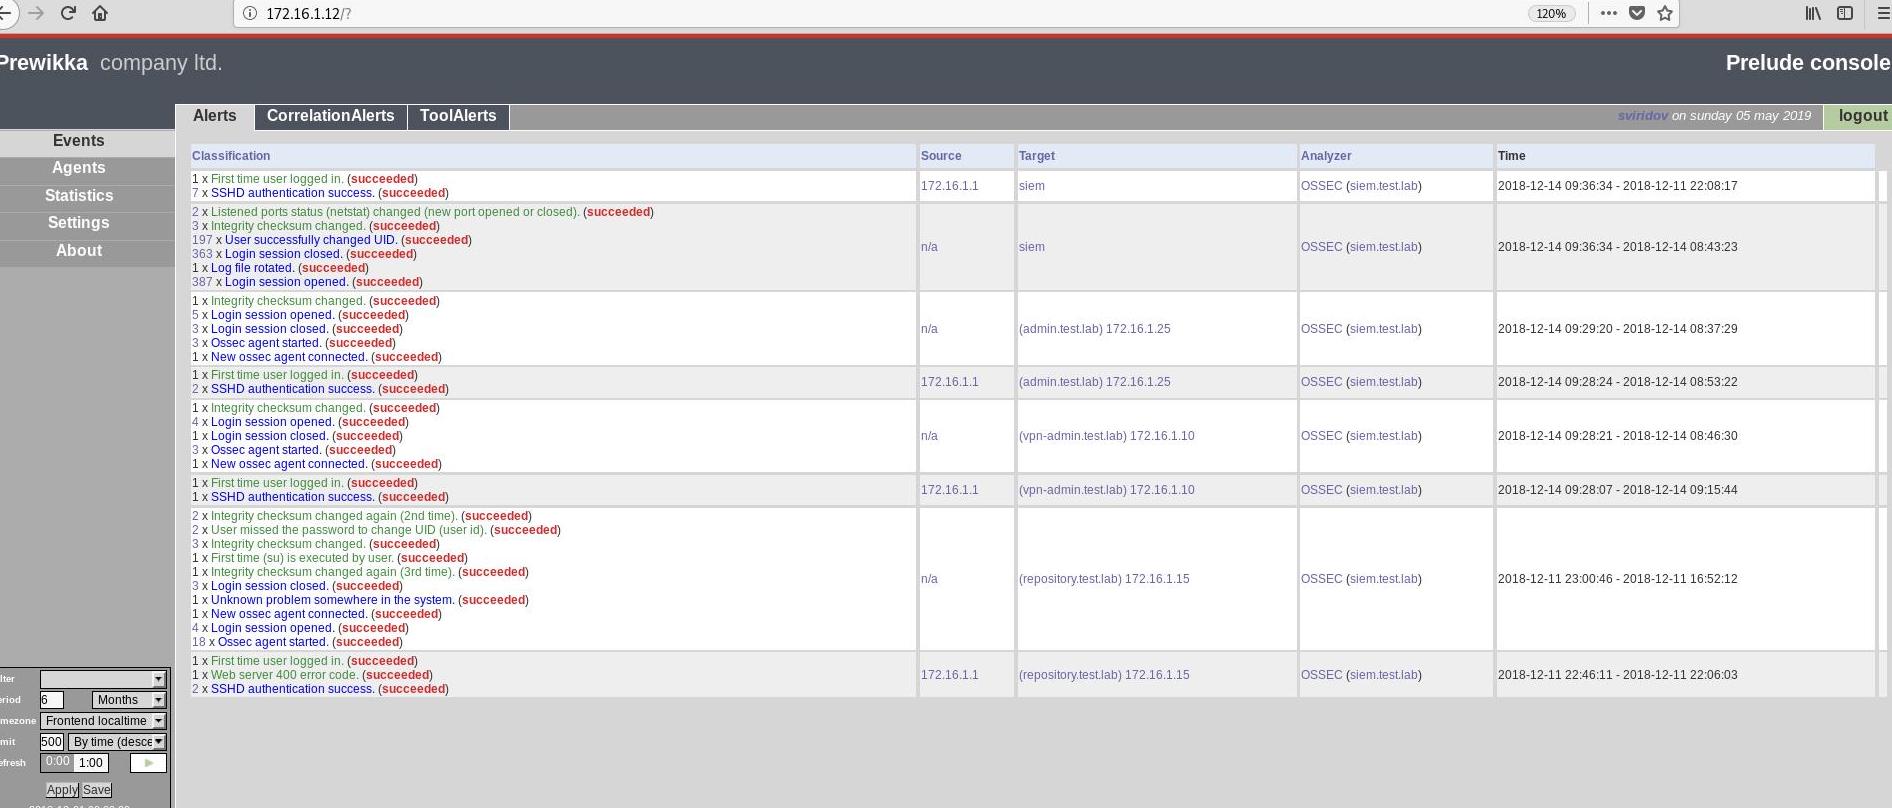 172.16.1.12/?
120%
Prewikka company ltd.
Prelude console
Alerts CorrelationAlerts ToolAlerts
sviridov on sunday 05 may 2019 logout
Events
Agents
Statistics
Settings
About
Classification Source Target Analyzer Time
1 x First time user logged in. (succeeded)
7 x SSHD authentication success. (succeeded)
172.16.1.1 siem OSSEC (siem.test.lab) 2018-12-14 09:36:34 - 2018-12-11 22:08:17
2 x Listened ports status (netstat) changed (new port opened or closed). (succeeded)
3 x Integrity checksum changed. (succeeded)
197 x User successfully changed UID. (succeeded)
363 x Login session closed. (succeeded)
1 x Log file rotated. (succeeded)
387 x Login session opened. (succeeded)
n/a siem OSSEC (siem.test.lab) 2018-12-14 09:36:34 - 2018-12-14 08:43:23
1 x Integrity checksum changed. (succeeded)
5 x Login session opened. (succeeded)
3 x Login session closed. (succeeded)
3 x Ossec agent started. (succeeded)
1 x New ossec agent connected. (succeeded)
n/a (admin.test.lab) 172.16.1.25 OSSEC (siem.test.lab) 2018-12-14 09:29:20 - 2018-12-14 08:37:29
1 x First time user logged in. (succeeded)
2 x SSHD authentication success. (succeeded)
172.16.1.1 (admin.test.lab) 172.16.1.25 OSSEC (siem.test.lab) 2018-12-14 09:28:24 - 2018-12-14 08:53:22
1 x Integrity checksum changed. (succeeded)
4 x Login session opened. (succeeded)
1 x Login session closed. (succeeded)
3 x Ossec agent started. (succeeded)
1 x New ossec agent connected. (succeeded)
n/a (vpn-admin.test.lab) 172.16.1.10 OSSEC (siem.test.lab) 2018-12-14 09:28:21 - 2018-12-14 08:46:30
1 x First time user logged in. (succeeded)
1 x SSHD authentication success. (succeeded)
172.16.1.1 (vpn-admin.test.lab) 172.16.1.10 OSSEC (siem.test.lab) 2018-12-14 09:28:07 - 2018-12-14 09:15:44
2 x Integrity checksum changed again (2nd time). (succeeded)
2 x User missed the password to change UID (user id). (succeeded)
3 x Integrity checksum changed. (succeeded)
1 x First time (su) is executed by user. (succeeded)
1 x Integrity checksum changed again (3rd time). (succeeded)
3 x Login session closed. (succeeded)
1 x Unknown problem somewhere in the system. (succeeded)
1 x New ossec agent connected. (succeeded)
4 x Login session opened. (succeeded)
18 x Ossec agent started. (succeeded)
n/a (repository.test.lab) 172.16.1.15 OSSEC (siem.test.lab) 2018-12-11 23:00:46 - 2018-12-11 16:52:12
1 x First time user logged in. (succeeded)
1 x Web server 400 error code. (succeeded)
2 x SSHD authentication success. (succeeded)
172.16.1.1 (repository.test.lab) 172.16.1.15 OSSEC (siem.test.lab) 2018-12-11 22:46:11 - 2018-12-11 22:06:03
lter
eriod 6 Months
mezone Frontend localtime
mit 500 By time (desce
efresh 0:00 1:00
Apply Save